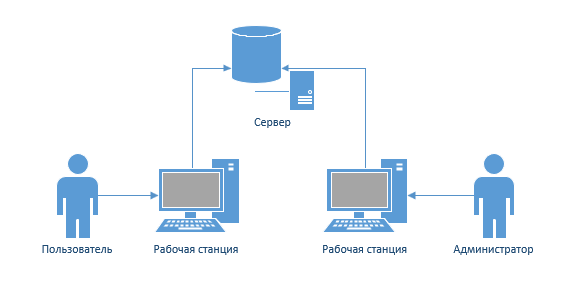 Сервер
Пользователь
Рабочая станция
Рабочая станция
Администратор